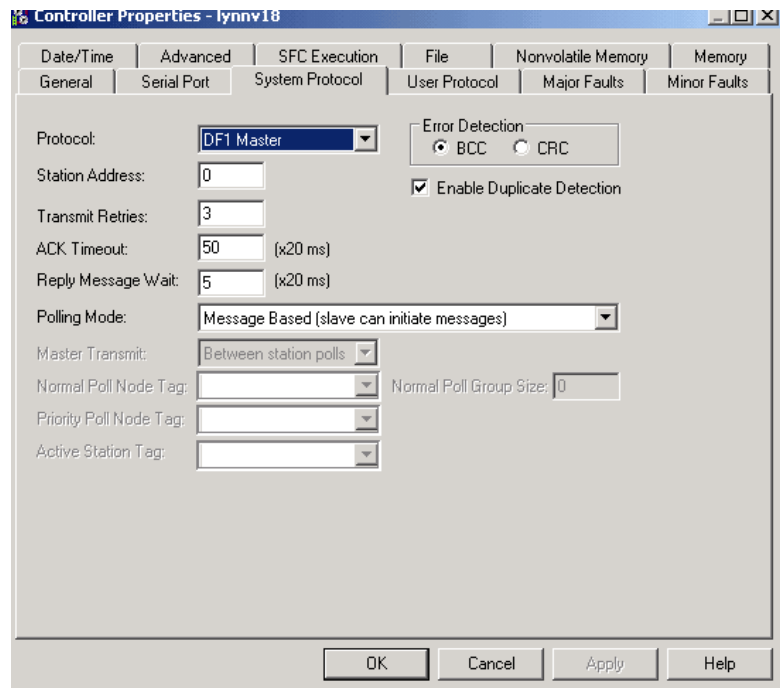 Controller Properties - lynnv18
Date/Time Advanced SFC Execution File Nonvolatile Memory Memory
General Serial Port System Protocol User Protocol Major Faults Minor Faults
Protocol: DF1 Master
Error Detection
BCC CRC
Station Address: 0
Enable Duplicate Detection
Transmit Retries: 3
ACK Timeout: 50 (x20 ms)
Reply Message Wait: 5 (x20 ms)
Polling Mode: Message Based (slave can initiate messages)
Master Transmit: Between station polls
Normal Poll Node Tag: Normal Poll Group Size: 0
Priority Poll Node Tag:
Active Station Tag:
OK Cancel Apply Help